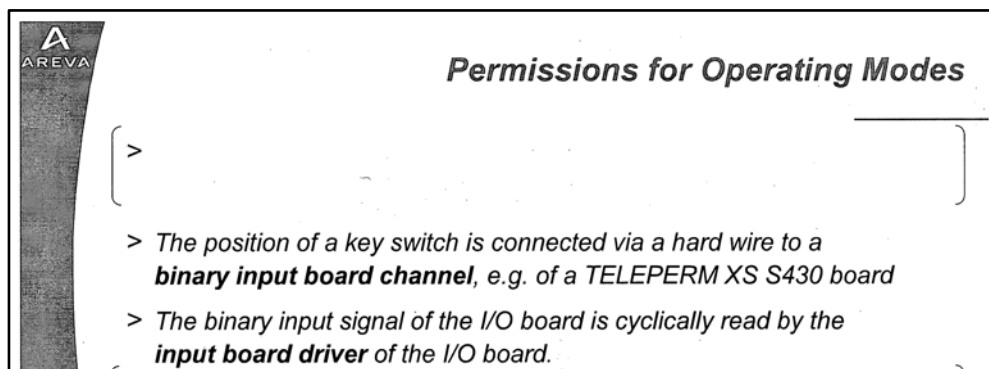 A
AREVA
Permissions for Operating Modes
>
> The position of a key switch is connected via a hard wire to a
binary input board channel, e.g. of a TELEPERM XS S430 board
> The binary input signal of the I/O board is cyclically read by the
input board driver of the I/O board.